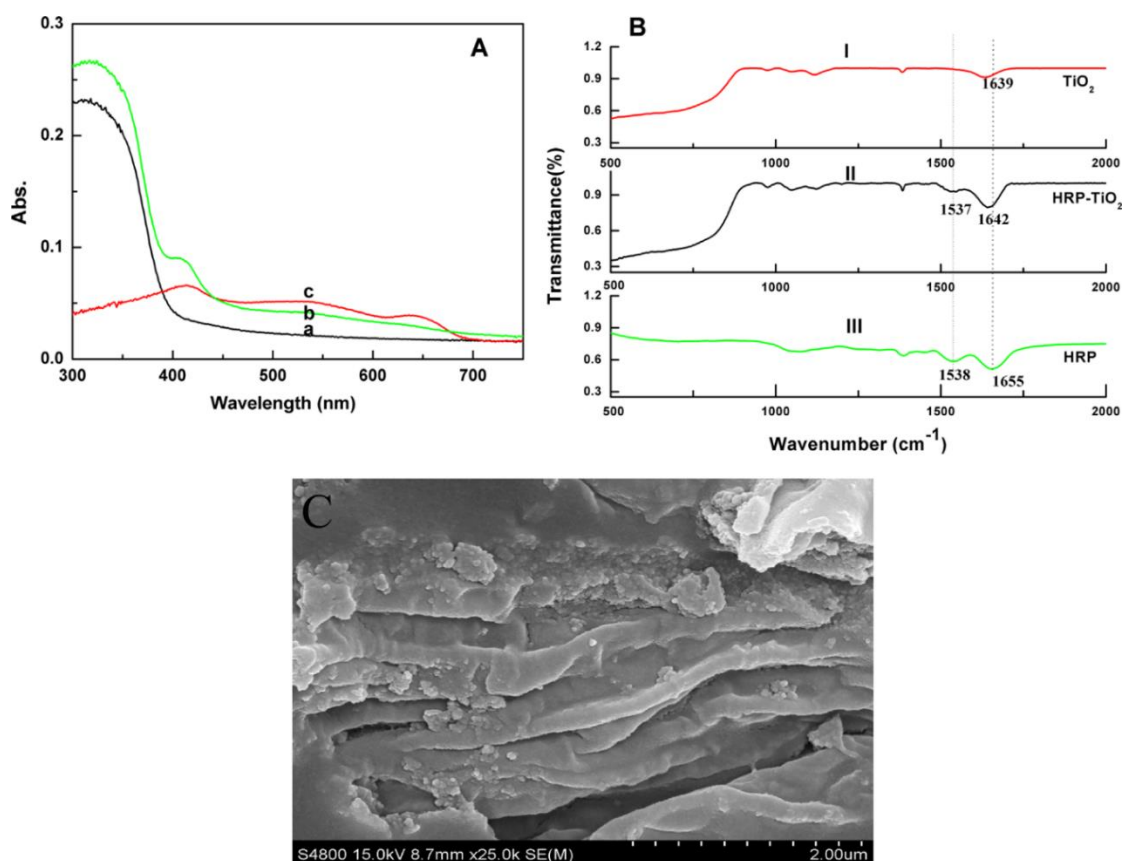 A
0.3
0.2
0.1
0.0
Abs.
c
b
a
300 400 500 600 700
Wavelength (nm)
B
1.2
0.9
0.6
0.3
I
1639
TiO₂
500 1000 1500 2000
II
0.9
0.6
0.3
1537
1642
HRP-TiO₂
500 1000 1500 2000
1.2
0.9
0.6
0.3
III
1538
1655
HRP
500 1000 1500 2000
Transmittance(%)
Wavenumber (cm⁻¹)
C
S4800 15.0kV 8.7mm x25.0k SE(M) 2.00um